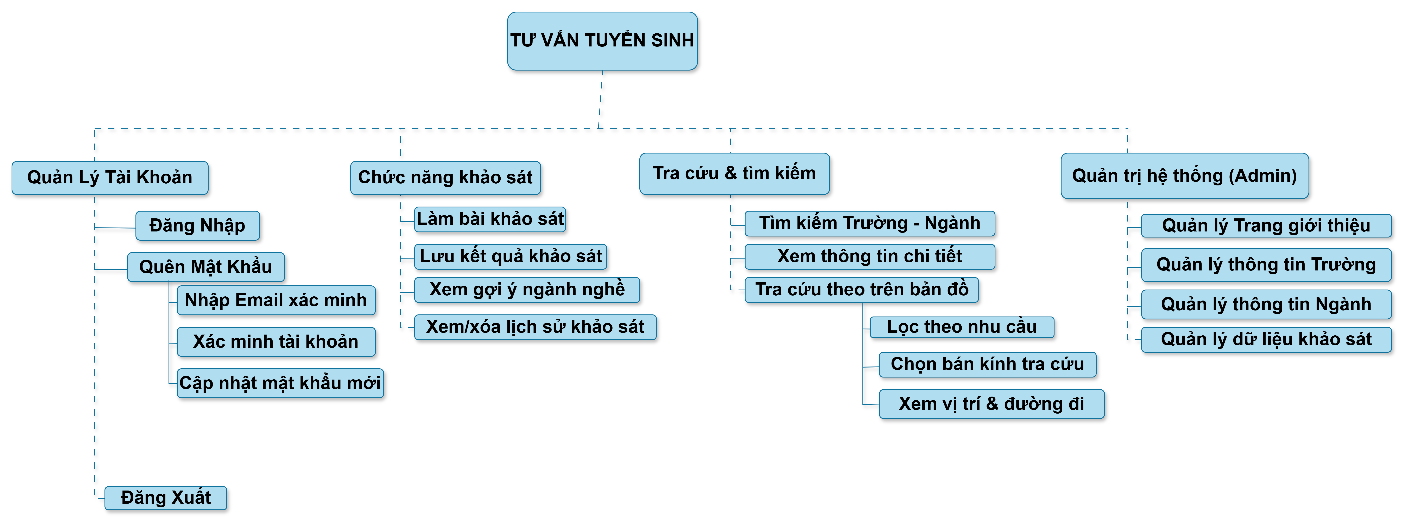 TƯ VẤN TUYỂN SINH
Quản Lý Tài Khoản
Đăng Nhập
Quên Mật Khẩu
Nhập Email xác minh
Xác minh tài khoản
Cập nhật mật khẩu mới
Đăng Xuất
Chức năng khảo sát
Làm bài khảo sát
Lưu kết quả khảo sát
Xem gợi ý ngành nghề
Xem/xóa lịch sử khảo sát
Tra cứu & tìm kiếm
Tìm kiếm Trường - Ngành
Xem thông tin chi tiết
Tra cứu theo trên bản đồ
Lọc theo nhu cầu
Chọn bán kính tra cứu
Xem vị trí & đường đi
Quản trị hệ thống (Admin)
Quản lý Trang giới thiệu
Quản lý thông tin Trường
Quản lý thông tin Ngành
Quản lý dữ liệu khảo sát